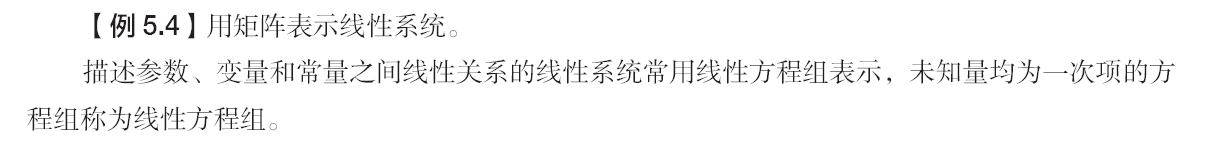 【例 5.4】用矩阵表示线性系统。
描述参数、变量和常量之间线性关系的线性系统常用线性方程组表示，未知量均为一次项的方
程组称为线性方程组。